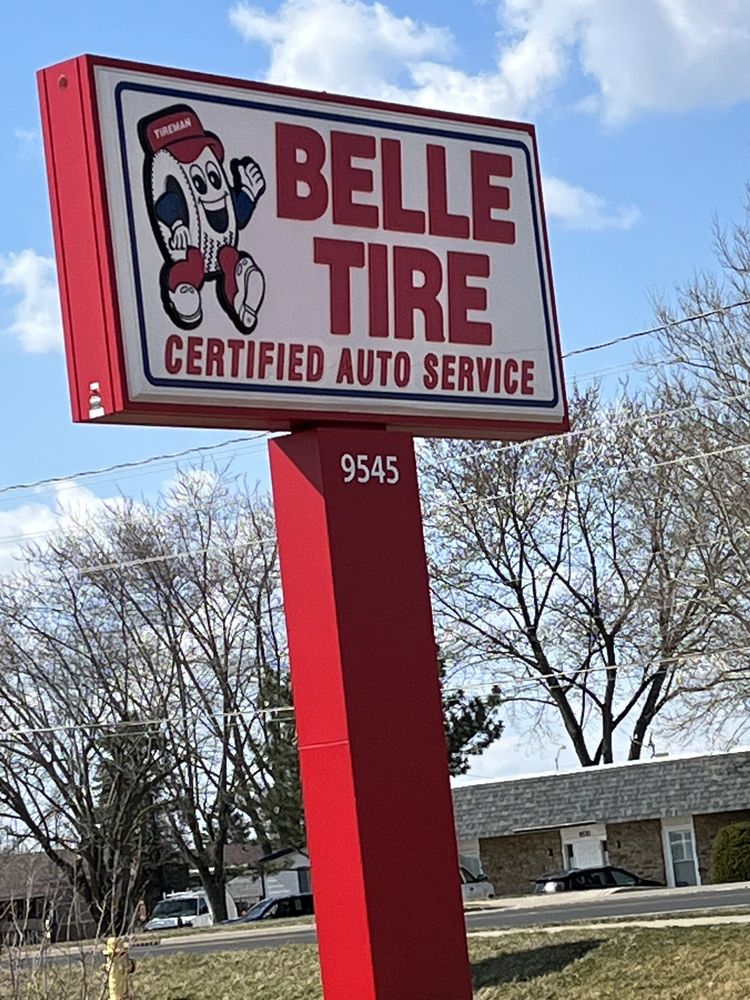 TIREMAN
BELLE
TIRE
CERTIFIED AUTO SERVICE
9545